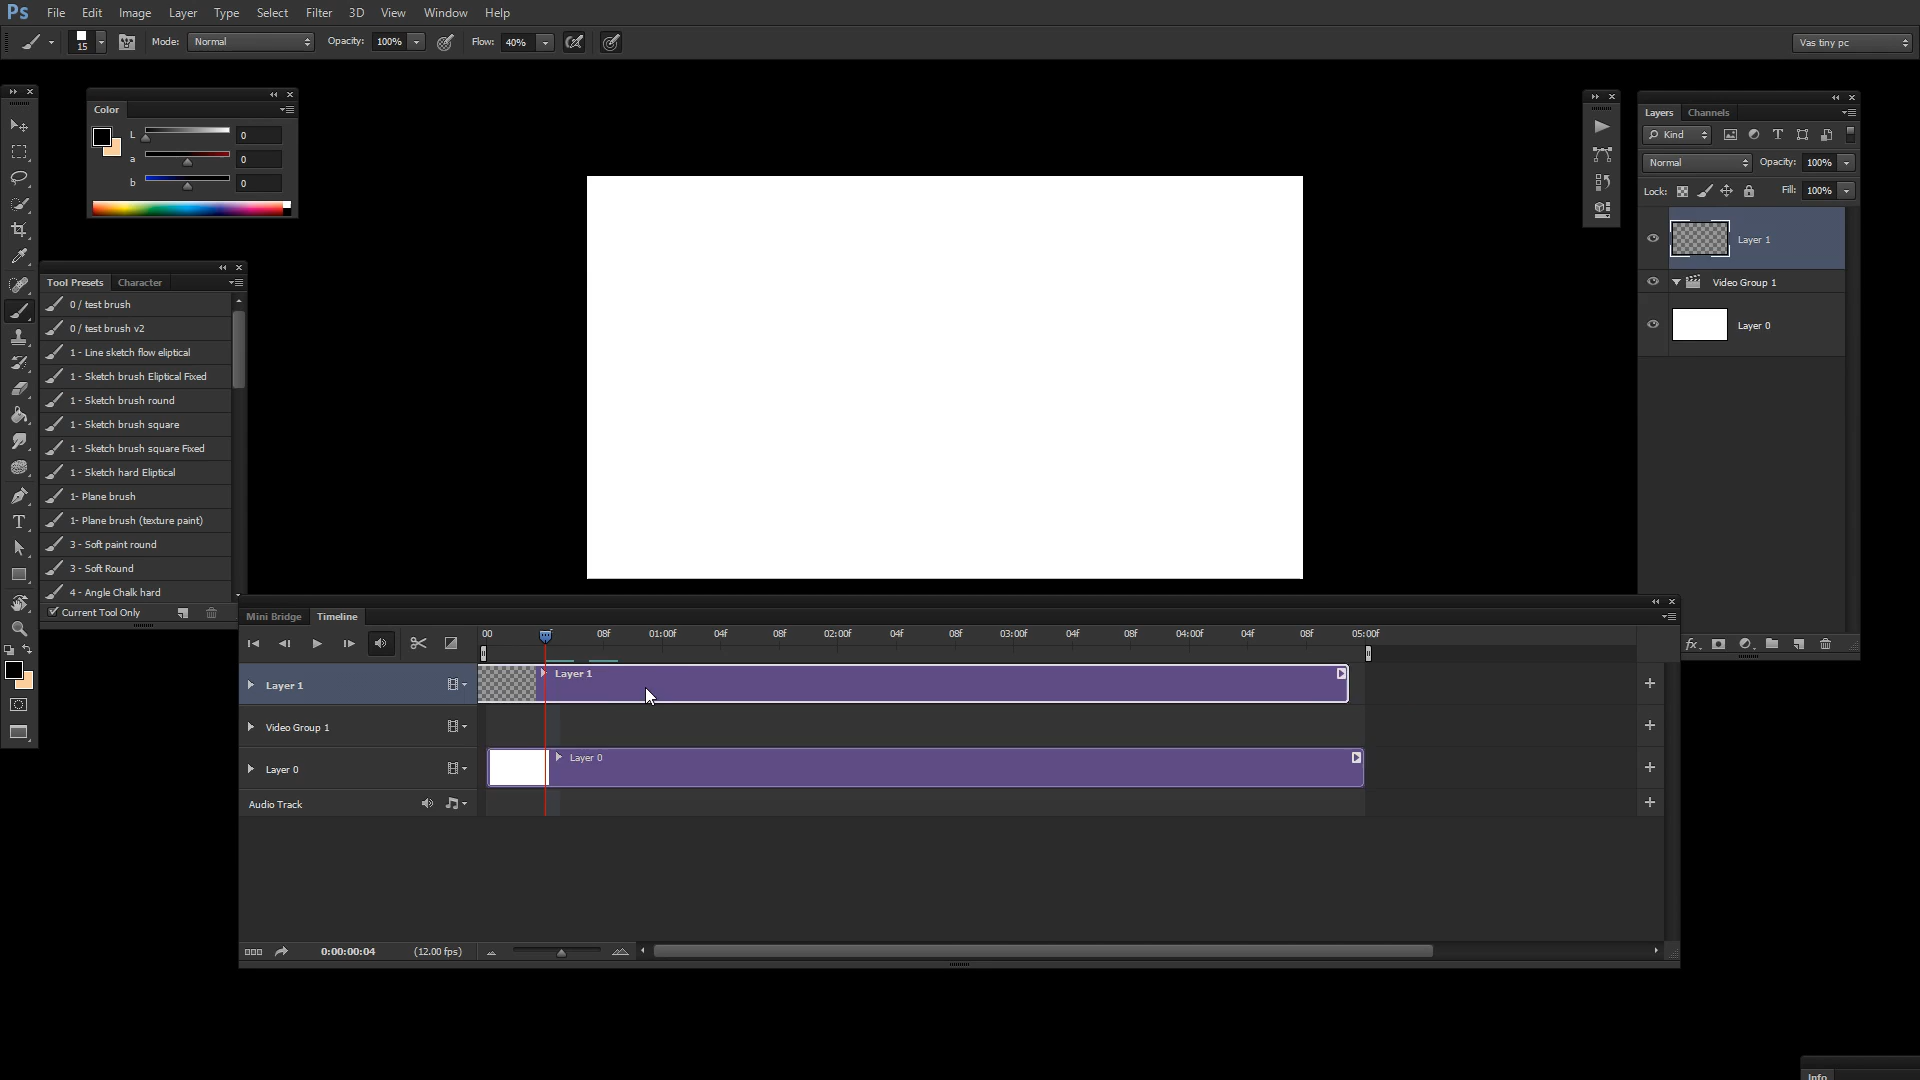 Ps File Edit Image Layer Type Select Filter 3D View Window Help
15 Mode: Normal Opacity: 100% Flow: 40% Vas tiny pc
Color
L 0
a 0
b 0
Tool Presets Character
0 / test brush
0 / test brush v2
1 - Line sketch flow eliptical
1 - Sketch brush Eliptical Fixed
1 - Sketch brush round
1 - Sketch brush square
1 - Sketch brush square Fixed
1 - Sketch hard Eliptical
1- Plane brush
1- Plane brush (texture paint)
3 - Soft paint round
3 - Soft Round
4 - Angle Chalk hard
Current Tool Only
Layers Channels
Kind
Normal Opacity: 100%
Lock: Fill: 100%
Layer 1
Video Group 1
Layer 0
fx.
Mini Bridge Timeline
00 08f 01:00f 04f 08f 02:00f 04f 08f 03:00f 04f 08f 04:00f 04f 08f 05:00f
Layer 1 Layer 1
Video Group 1
Layer 0 Layer 0
Audio Track
0:00:00:04 (12.00 fps)
Info